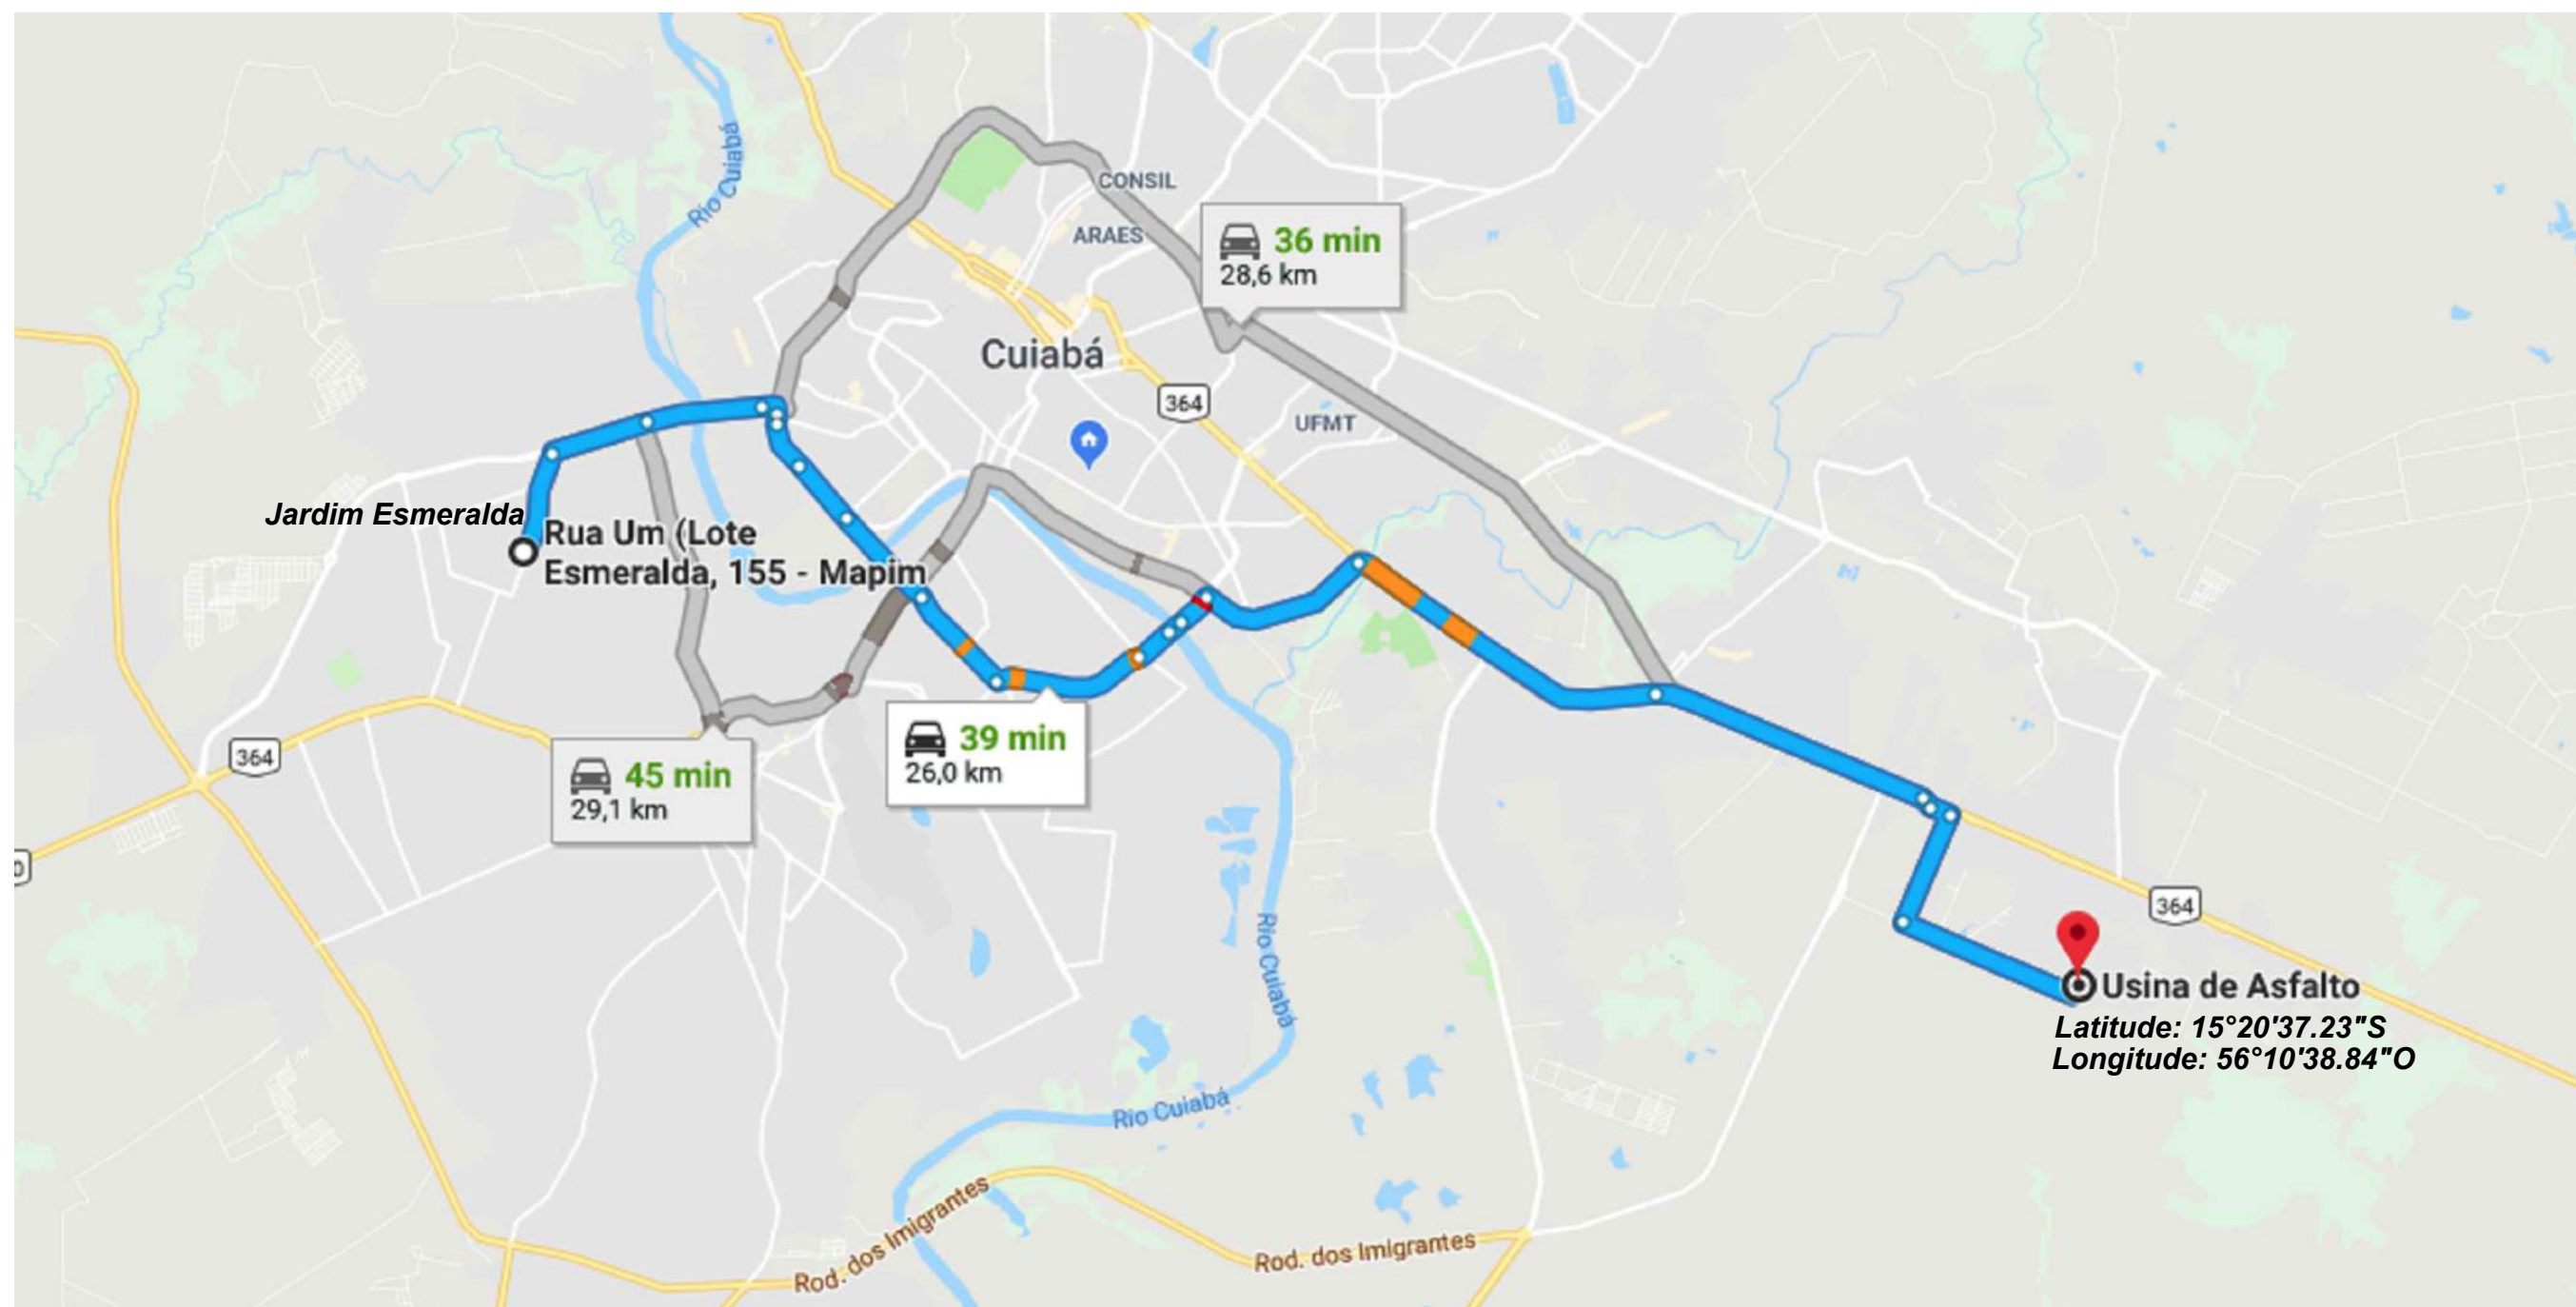 Rio Cuiabá
CONSIL
ARAES
36 min
28,6 km
Cuiabá
364
UFMT
Jardim Esmeralda
Rua Um (Lote
Esmeralda, 155 - Mapim
39 min
26,0 km
364
45 min
29,1 km
0
364
Rio Cuiabá
Usina de Asfalto
Latitude: 15°20'37.23"S
Longitude: 56°10'38.84"O
Rio Cuiabá
Rod. dos Imigrantes
Rod. dos Imigrantes